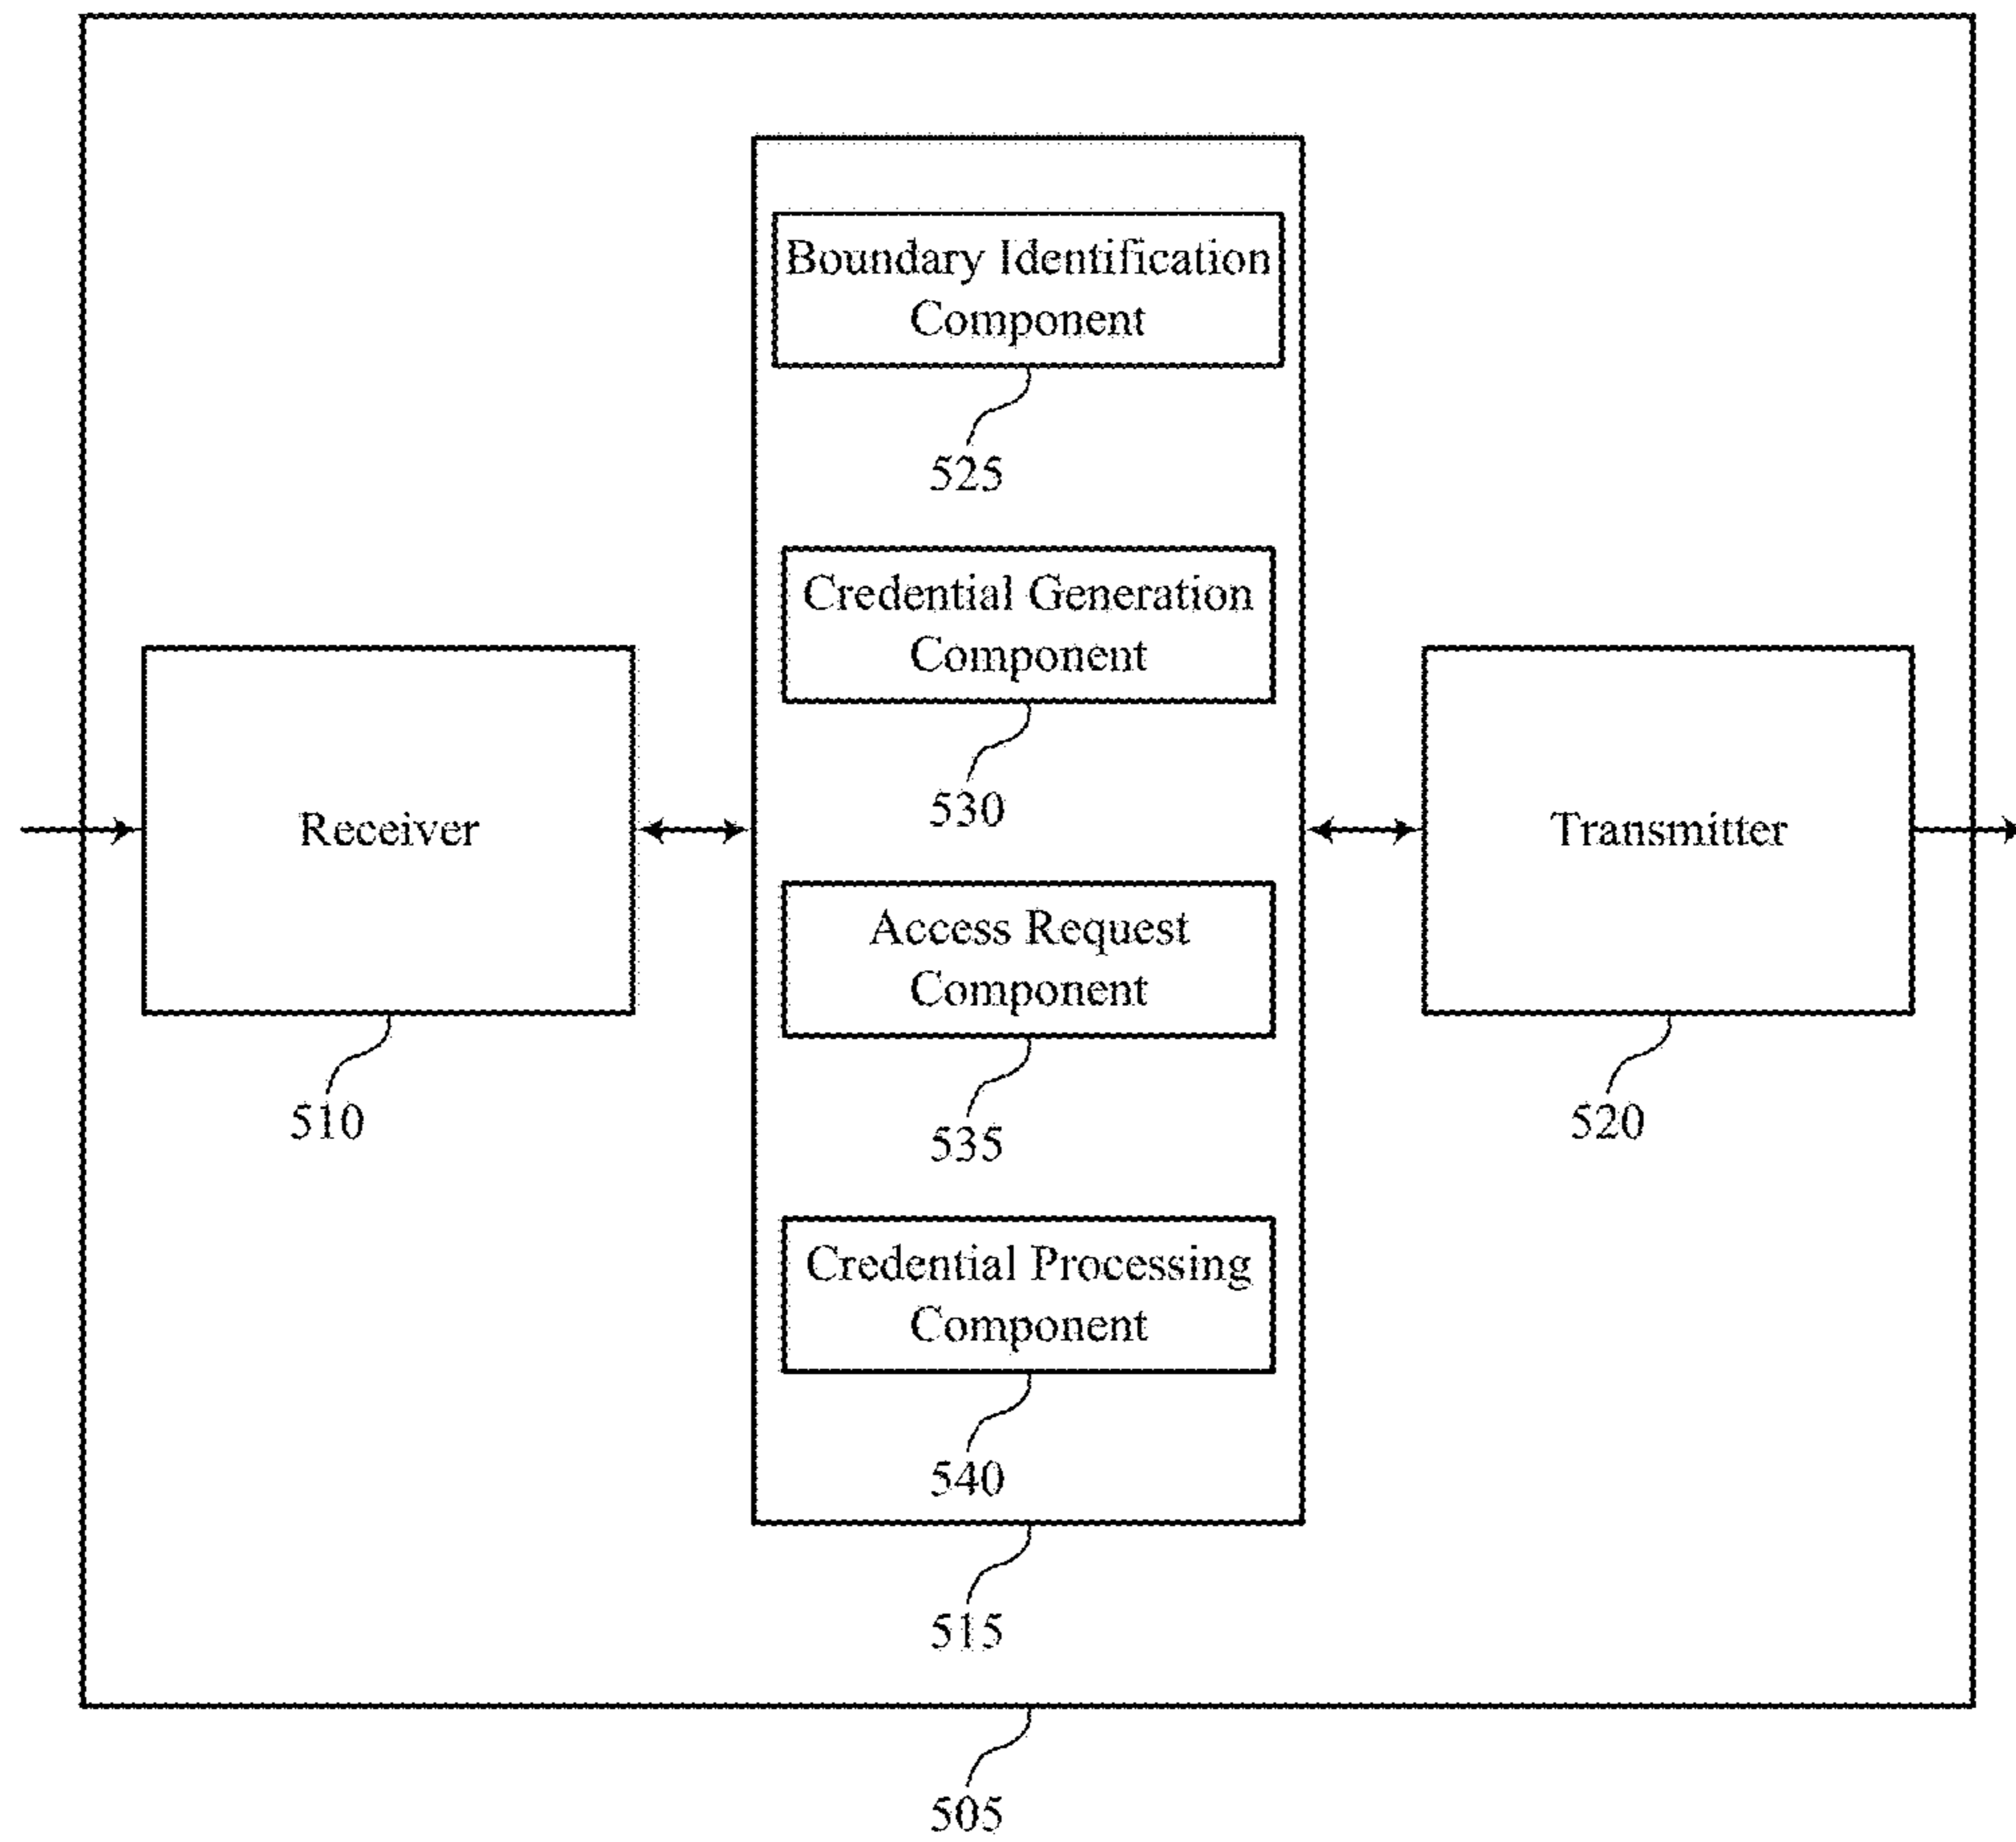 Boundary Identification
Component
525
Credential Generation
Component
530
Receiver
510
Access Request
Component
535
Transmitter
520
Credential Processing
Component
540
515
505